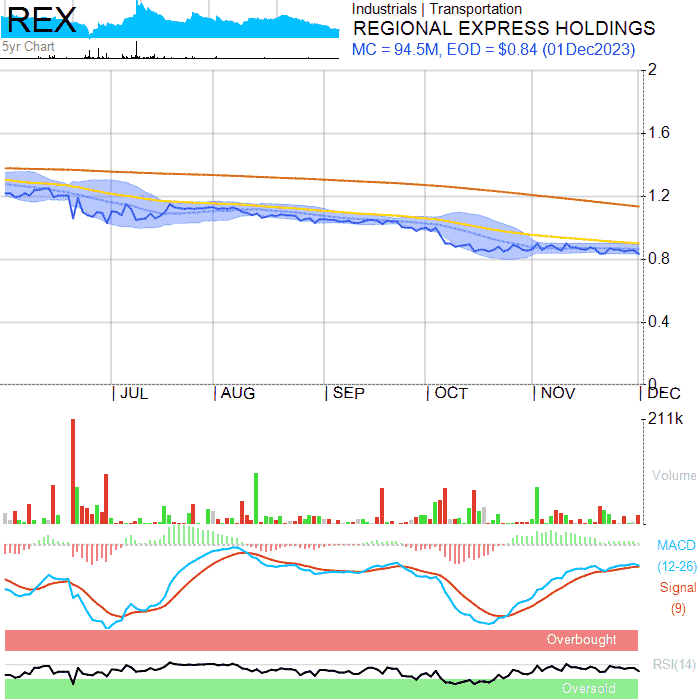 REX
5yr Chart
Industrials | Transportation
REGIONAL EXPRESS HOLDINGS
MC = 94.5M, EOD = $0.84 (01Dec2023)
2
1.6
1.2
0.8
0.4
0
| JUL | AUG | SEP | OCT | NOV | DEC
211k
Volume
MACD
(12-26)
Signal
(9)
Overbought
RSI(14)
Oversold